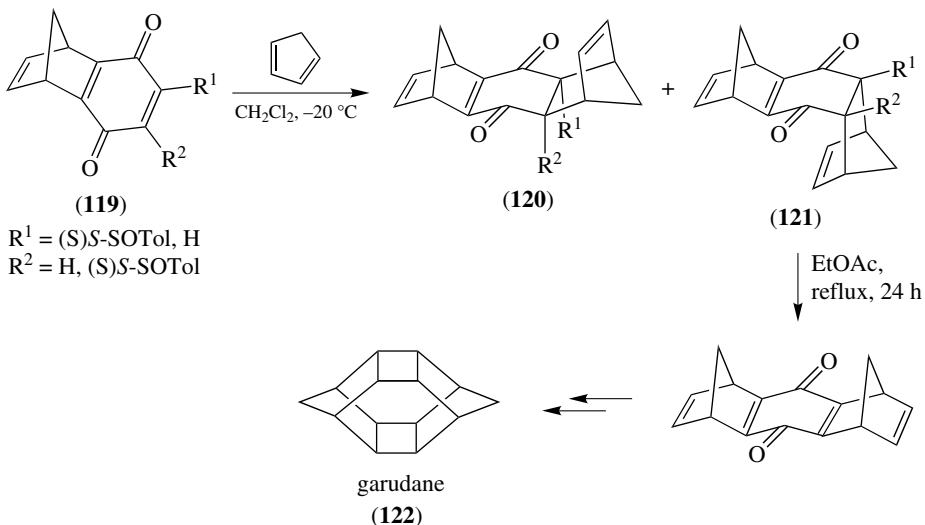 O
R¹
R²
O
(119)
R¹ = (S)S-SOTol, H
R² = H, (S)S-SOTol
CH₂Cl₂, –20 °C
O
O
R¹
R²
(120)
+
O
R¹
R²
O
(121)
EtOAc,
reflux, 24 h
O
O
garudane
(122)